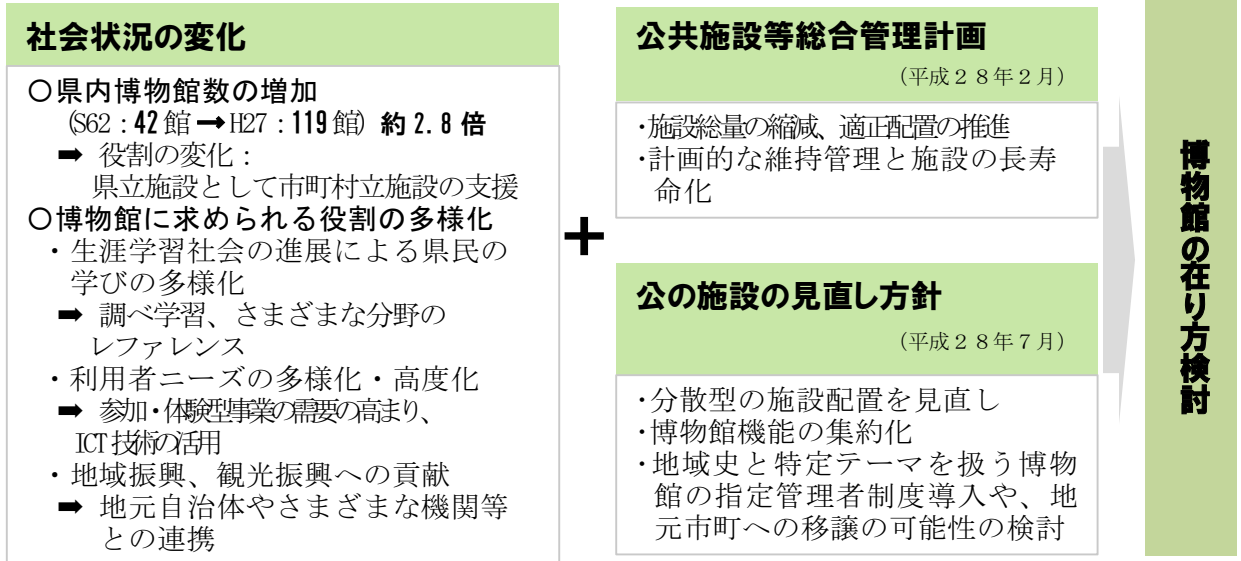 社会状況の変化
〇県内博物館数の増加
(S62：42館➡H27：119館) 約2.8倍
➡ 役割の変化：
県立施設として市町村立施設の支援
〇博物館に求められる役割の多様化
・生涯学習社会の進展による県民の
学びの多様化
➡ 調べ学習、さまざまな分野の
レファレンス
・利用者ニーズの多様化・高度化
➡ 参加・体験型事業の需要の高まり、
ICT技術の活用
・地域振興、観光振興への貢献
➡ 地元自治体やさまざまな機関等
との連携
+
公共施設等総合管理計画
（平成２８年２月）
・施設総量の縮減、適正配置の推進
・計画的な維持管理と施設の長寿
命化
公の施設の見直し方針
（平成２８年７月）
・分散型の施設配置を見直し
・博物館機能の集約化
・地域史と特定テーマを扱う博物
館の指定管理者制度導入や、地
元市町への移譲の可能性の検討
博物館の在り方検討